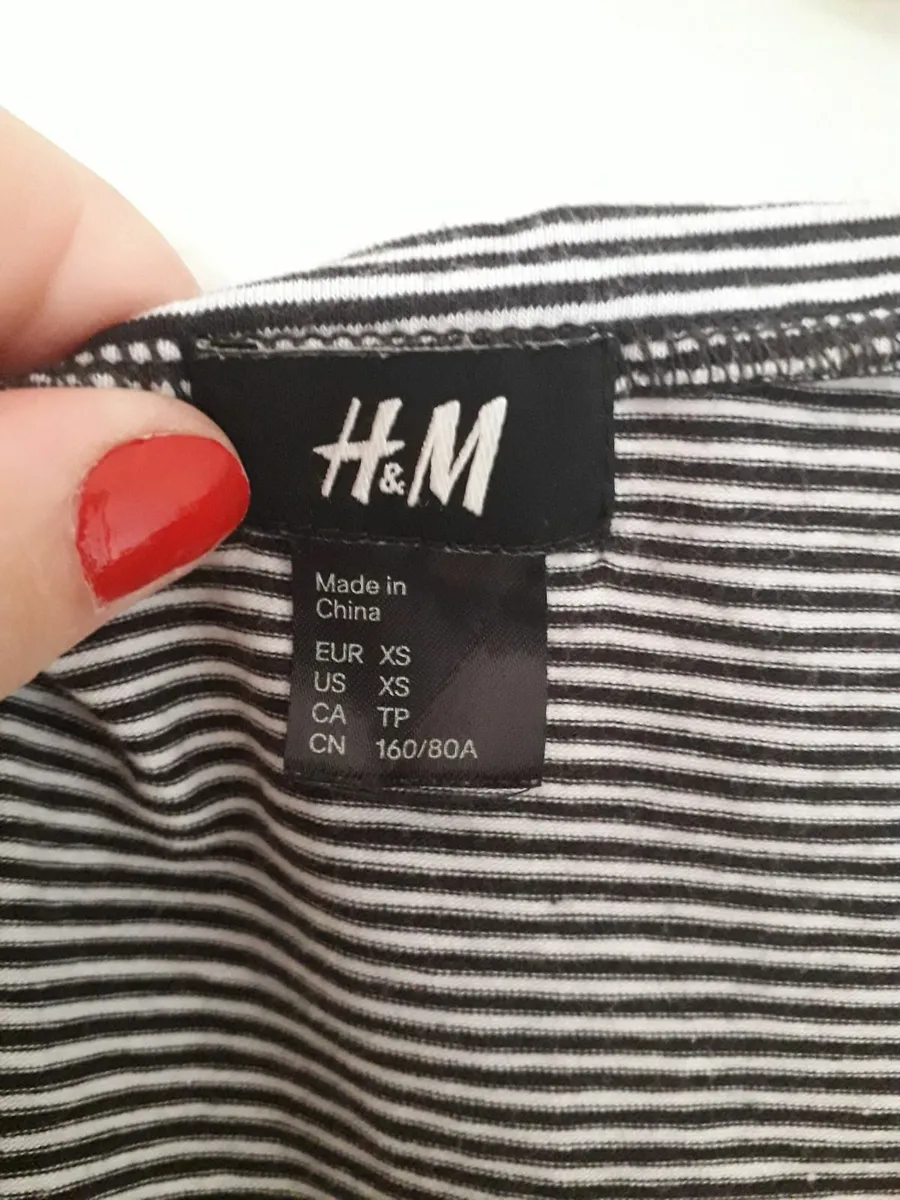 H&M
Made in
China
EUR XS
US XS
CA TP
CN 160/80A